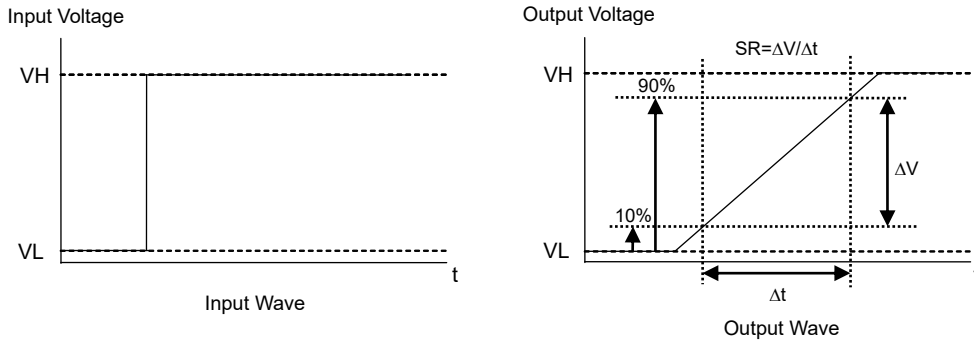 Input Voltage
VH
VL
t
Input Wave
Output Voltage
SR=ΔV/Δt
VH
90%
ΔV
10%
VL
Δt
Output Wave